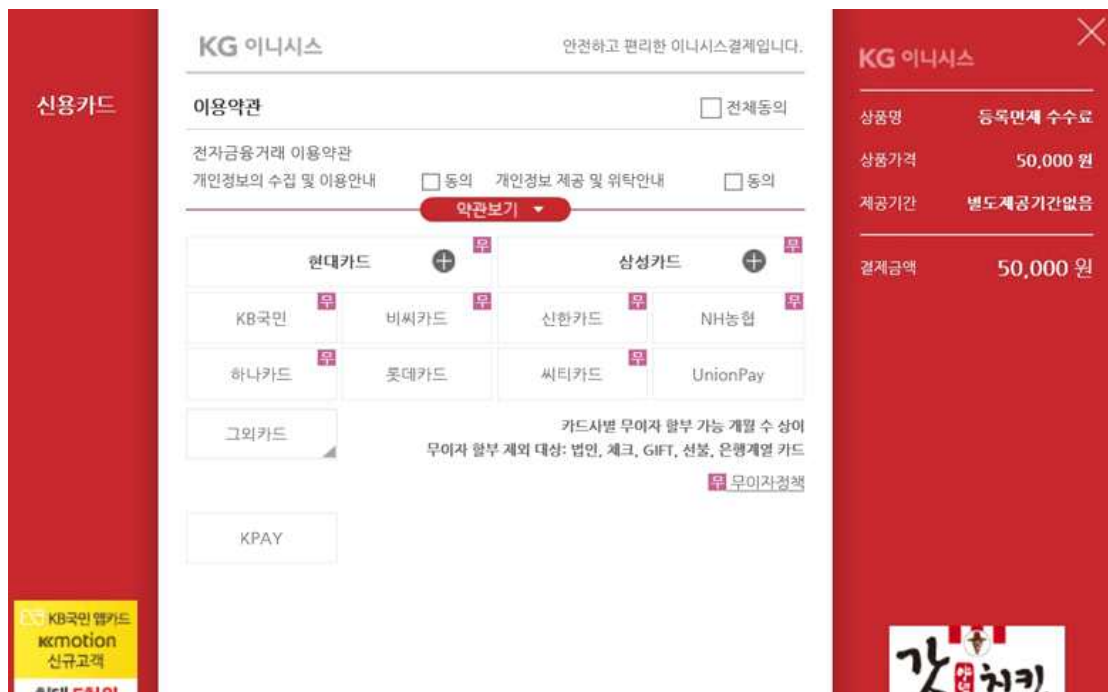 신용카드
KG 이니시스
안전하고 편리한 이니시스결제입니다.
이용약관
전체동의
전자금융거래 이용약관
개인정보의 수집 및 이용안내
동의
개인정보 제공 및 위탁안내
동의
약관보기
현대카드
무
삼성카드
무
KB국민
무
비씨카드
무
신한카드
무
NH농협
무
하나카드
무
롯데카드
씨티카드
무
UnionPay
그외카드
카드사별 무이자 할부 가능 개월 수 상이
무이자 할부 제외 대상: 법인, 체크, GIFT, 선불, 은행계열 카드
무 무이자정책
KPAY
KB국민 앱카드
motion
신규고객
KG 이니시스
상품명 등록면제 수수료
상품가격 50,000 원
제공기간 별도제공기간없음
결제금액 50,000 원